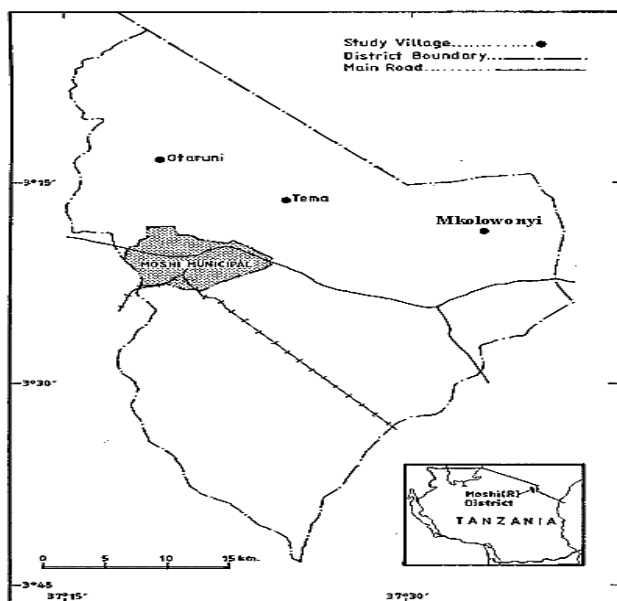 Study Village
District Boundary
Main Road
Otaruni
3°15'
Tema
Mkolowonyi
MOSHI MUNICIPAL
3°30'
Moshi(R)
District
TANZANIA
0 5 10 15 km.
3°45'
37°15' 37°30'